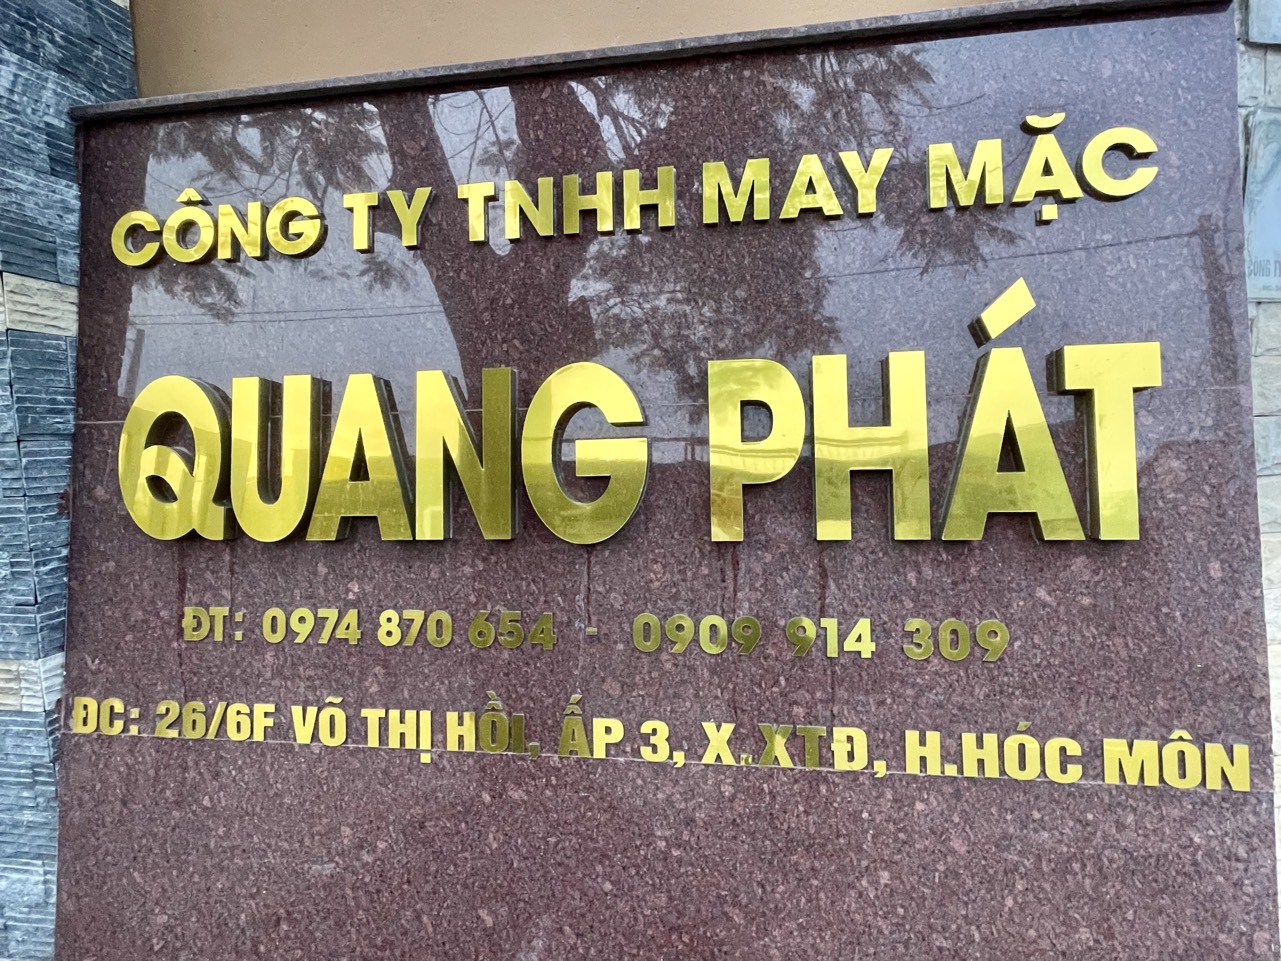 CÔNG TY TNHH MAY MẶC
QUANG PHÁT
ĐT: 0974 870 654 - 0909 914 309
ĐC: 26/6F VÕ THỊ HỒI, ẤP 3, X.XTĐ, H.HÓC MÔN